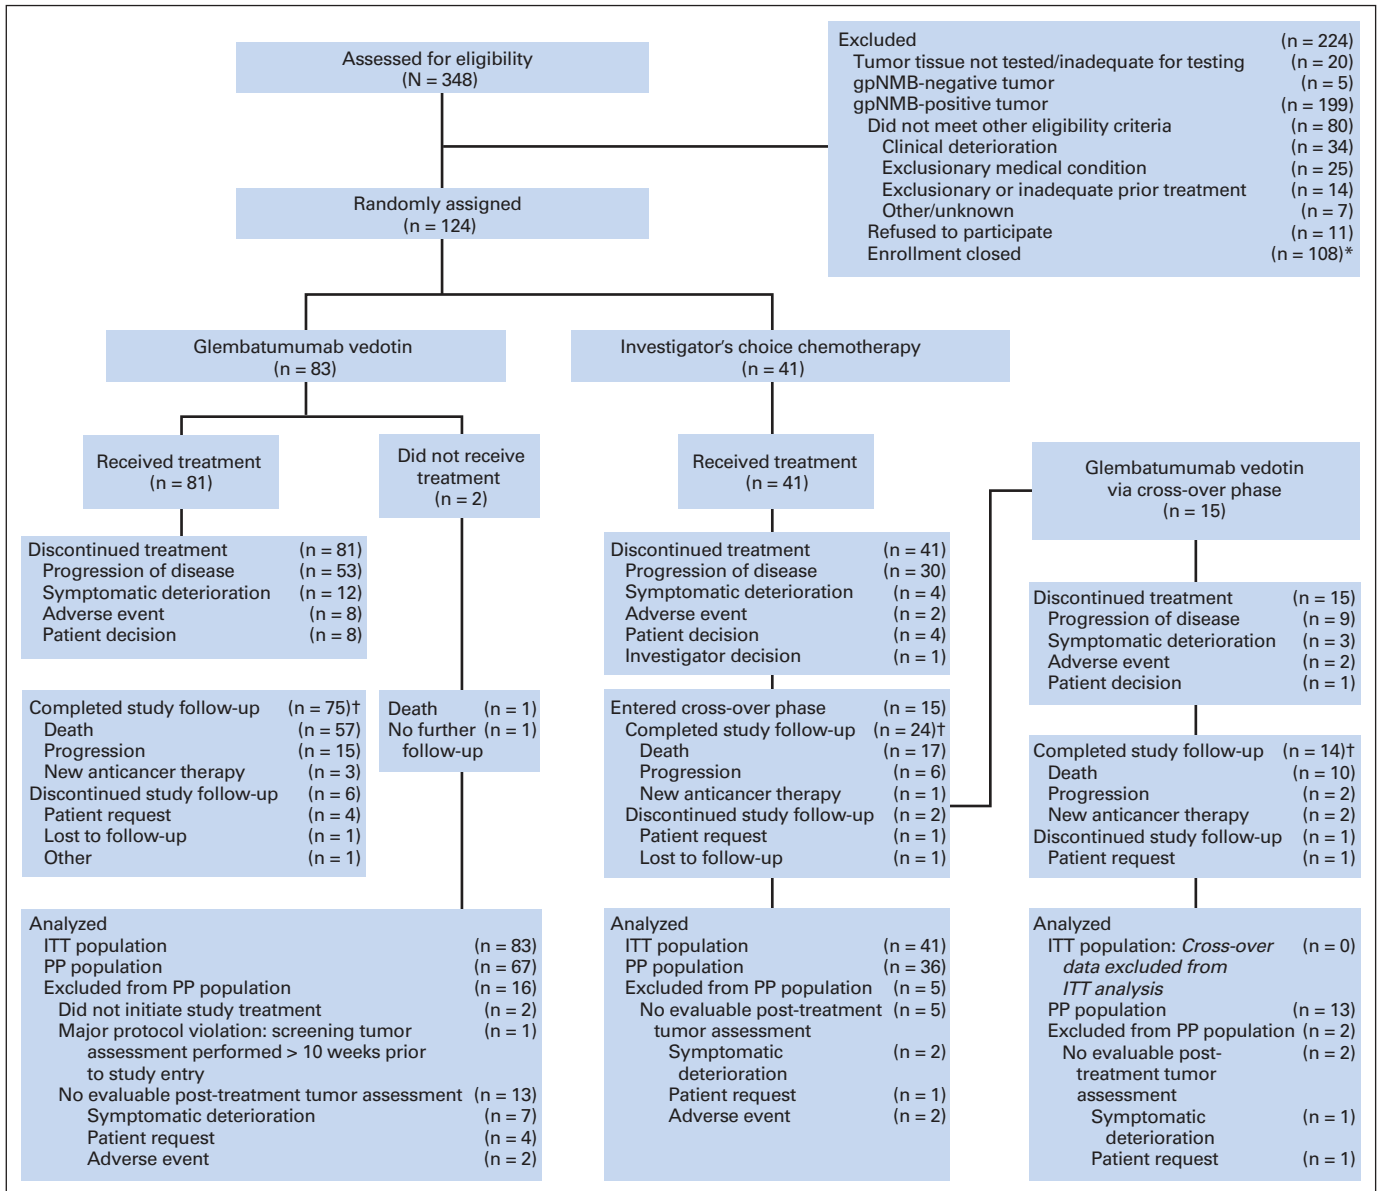 Assessed for eligibility
(N = 348)
Excluded (n = 224)
Tumor tissue not tested/inadequate for testing (n = 20)
gpNMB-negative tumor (n = 5)
gpNMB-positive tumor (n = 199)
Did not meet other eligibility criteria (n = 80)
Clinical deterioration (n = 34)
Exclusionary medical condition (n = 25)
Exclusionary or inadequate prior treatment (n = 14)
Other/unknown (n = 7)
Refused to participate (n = 11)
Enrollment closed (n = 108)*
Randomly assigned
(n = 124)
Glembatumumab vedotin
(n = 83)
Investigator's choice chemotherapy
(n = 41)
Received treatment
(n = 81)
Did not receive
treatment
(n = 2)
Received treatment
(n = 41)
Glembatumumab vedotin
via cross-over phase
(n = 15)
Discontinued treatment (n = 81)
Progression of disease (n = 53)
Symptomatic deterioration (n = 12)
Adverse event (n = 8)
Patient decision (n = 8)
Discontinued treatment (n = 41)
Progression of disease (n = 30)
Symptomatic deterioration (n = 4)
Adverse event (n = 2)
Patient decision (n = 4)
Investigator decision (n = 1)
Discontinued treatment (n = 15)
Progression of disease (n = 9)
Symptomatic deterioration (n = 3)
Adverse event (n = 2)
Patient decision (n = 1)
Completed study follow-up (n = 75)†
Death (n = 57)
Progression (n = 15)
New anticancer therapy (n = 3)
Discontinued study follow-up (n = 6)
Patient request (n = 4)
Lost to follow-up (n = 1)
Other (n = 1)
Death (n = 1)
No further (n = 1)
follow-up
Entered cross-over phase (n = 15)
Completed study follow-up (n = 24)†
Death (n = 17)
Progression (n = 6)
New anticancer therapy (n = 1)
Discontinued study follow-up (n = 2)
Patient request (n = 1)
Lost to follow-up (n = 1)
Completed study follow-up (n = 14)†
Death (n = 10)
Progression (n = 2)
New anticancer therapy (n = 2)
Discontinued study follow-up (n = 1)
Patient request (n = 1)
Analyzed
ITT population (n = 83)
PP population (n = 67)
Excluded from PP population (n = 16)
Did not initiate study treatment (n = 2)
Major protocol violation: screening tumor (n = 1)
assessment performed > 10 weeks prior
to study entry
No evaluable post-treatment tumor assessment (n = 13)
Symptomatic deterioration (n = 7)
Patient request (n = 4)
Adverse event (n = 2)
Analyzed
ITT population (n = 41)
PP population (n = 36)
Excluded from PP population (n = 5)
No evaluable post-treatment (n = 5)
tumor assessment
Symptomatic (n = 2)
deterioration
Patient request (n = 1)
Adverse event (n = 2)
Analyzed
ITT population: Cross-over (n = 0)
data excluded from
ITT analysis
PP population (n = 13)
Excluded from PP population (n = 2)
No evaluable post- (n = 2)
treatment tumor
assessment
Symptomatic (n = 1)
deterioration
Patient request (n = 1)